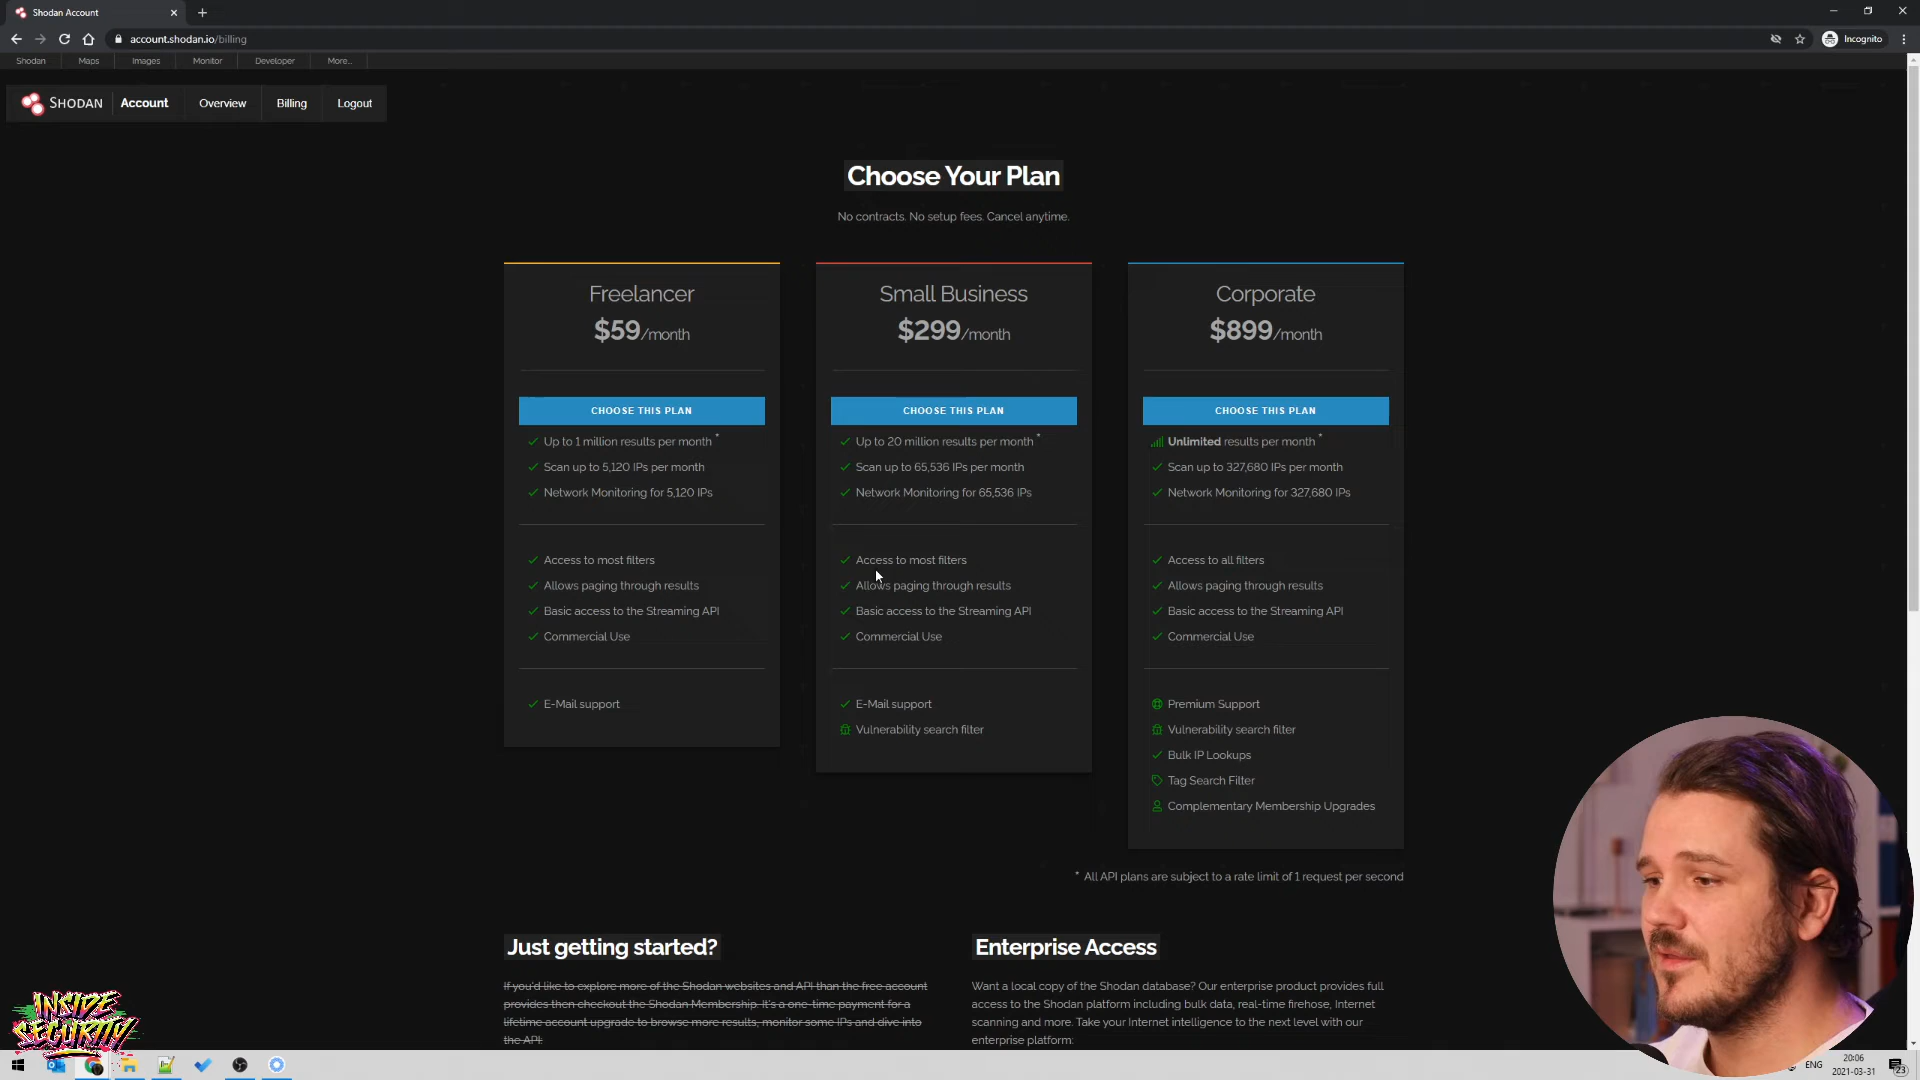 Shodan Account
account.shodan.io/billing
Incognito
Shodan
Maps
Images
Monitor
Developer
More...
SHODAN
Account
Overview
Billing
Logout
Choose Your Plan
No contracts. No setup fees. Cancel anytime.
Freelancer
$59/month
CHOOSE THIS PLAN
Up to 1 million results per month *
Scan up to 5,120 IPs per month
Network Monitoring for 5,120 IPs
Access to most filters
Allows paging through results
Basic access to the Streaming API
Commercial Use
E-Mail support
Small Business
$299/month
CHOOSE THIS PLAN
Up to 20 million results per month *
Scan up to 65,536 IPs per month
Network Monitoring for 65,536 IPs
Access to most filters
Allows paging through results
Basic access to the Streaming API
Commercial Use
E-Mail support
Vulnerability search filter
Corporate
$899/month
CHOOSE THIS PLAN
Unlimited results per month *
Scan up to 327,680 IPs per month
Network Monitoring for 327,680 IPs
Access to all filters
Allows paging through results
Basic access to the Streaming API
Commercial Use
Premium Support
Vulnerability search filter
Bulk IP Lookups
Tag Search Filter
Complementary Membership Upgrades
* All API plans are subject to a rate limit of 1 request per second
Just getting started?
If you'd like to explore more of the Shodan websites and API than the free account
provides then checkout the Shodan Membership. It's a one-time payment for a
lifetime account upgrade to browse more results, monitor some IPs and dive into
the API:
Enterprise Access
Want a local copy of the Shodan database? Our enterprise product provides full
access to the Shodan platform including bulk data, real-time firehose, Internet
scanning and more. Take your Internet intelligence to the next level with our
enterprise platform:
INSIDE
SECURITY
ENG
20:06
2021-03-31
23